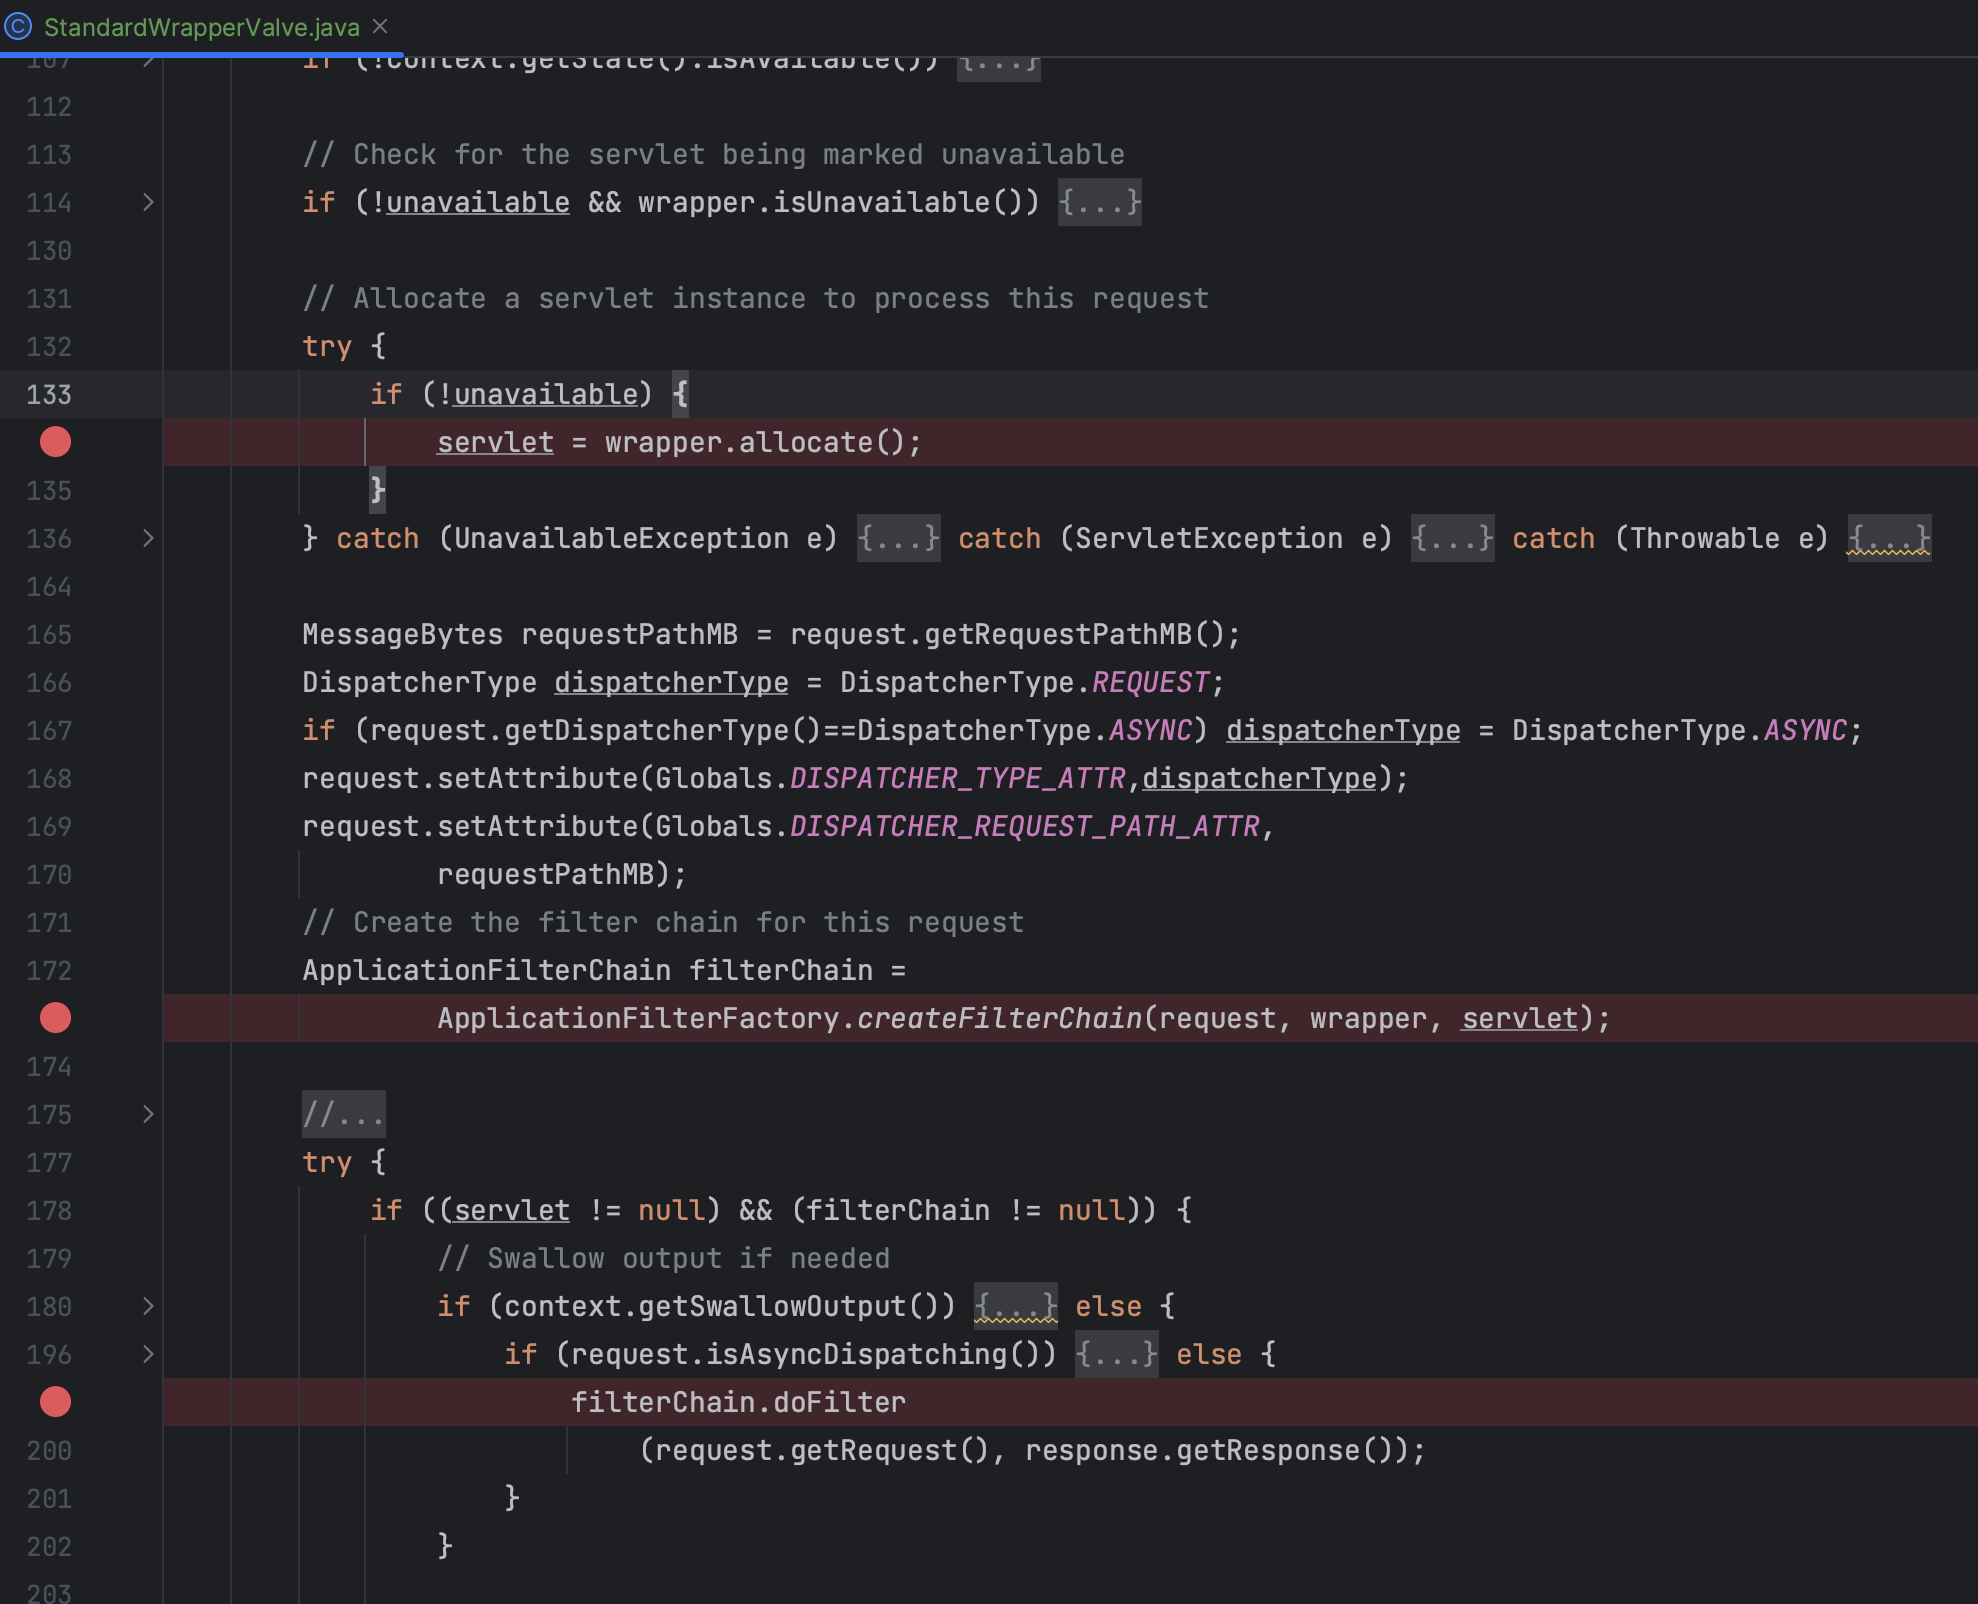 StandardWrapperValve.java
107 if (!context.getState().isAvailable()) {...}
112
113 // Check for the servlet being marked unavailable
114 if (!unavailable && wrapper.isUnavailable()) {...}
130
131 // Allocate a servlet instance to process this request
132 try {
133 if (!unavailable) {
servlet = wrapper.allocate();
135 }
136 } catch (UnavailableException e) {...} catch (ServletException e) {...} catch (Throwable e) {...}
164
165 MessageBytes requestPathMB = request.getRequestPathMB();
166 DispatcherType dispatcherType = DispatcherType.REQUEST;
167 if (request.getDispatcherType()==DispatcherType.ASYNC) dispatcherType = DispatcherType.ASYNC;
168 request.setAttribute(Globals.DISPATCHER_TYPE_ATTR,dispatcherType);
169 request.setAttribute(Globals.DISPATCHER_REQUEST_PATH_ATTR,
170 requestPathMB);
171 // Create the filter chain for this request
172 ApplicationFilterChain filterChain =
ApplicationFilterFactory.createFilterChain(request, wrapper, servlet);
174
175 //...
177 try {
178 if ((servlet != null) && (filterChain != null)) {
179 // Swallow output if needed
180 if (context.getSwallowOutput()) {...} else {
196 if (request.isAsyncDispatching()) {...} else {
filterChain.doFilter
200 (request.getRequest(), response.getResponse());
201 }
202 }
203